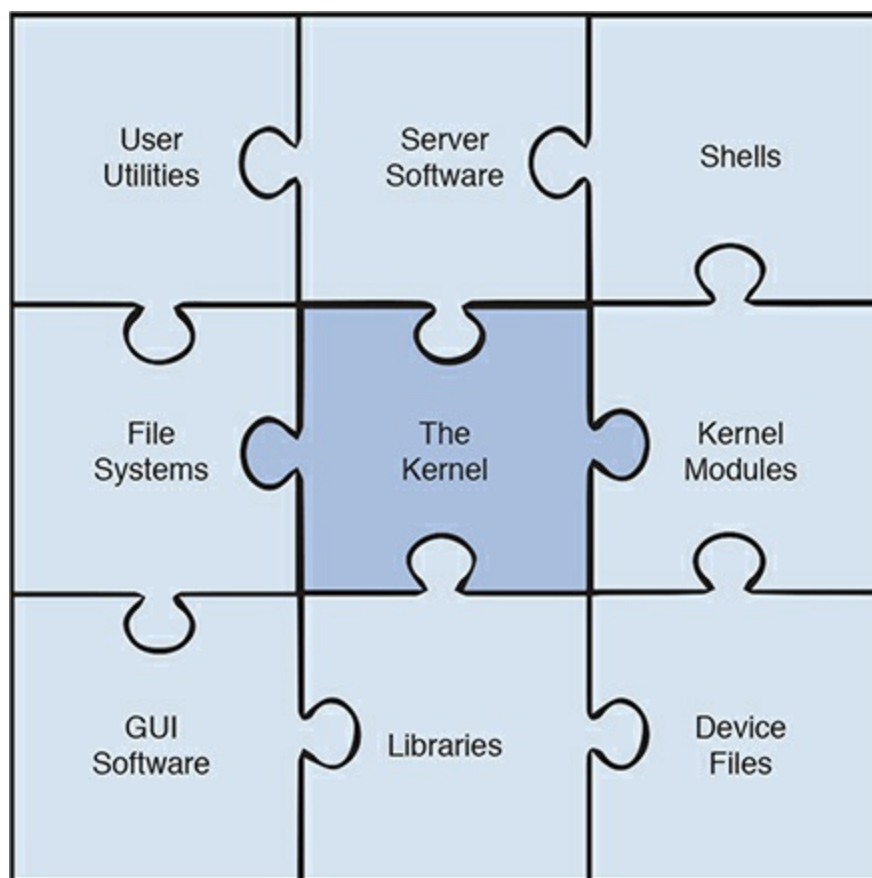 User
Utilities
Server
Software
Shells
File
Systems
The
Kernel
Kernel
Modules
GUI
Software
Libraries
Device
Files